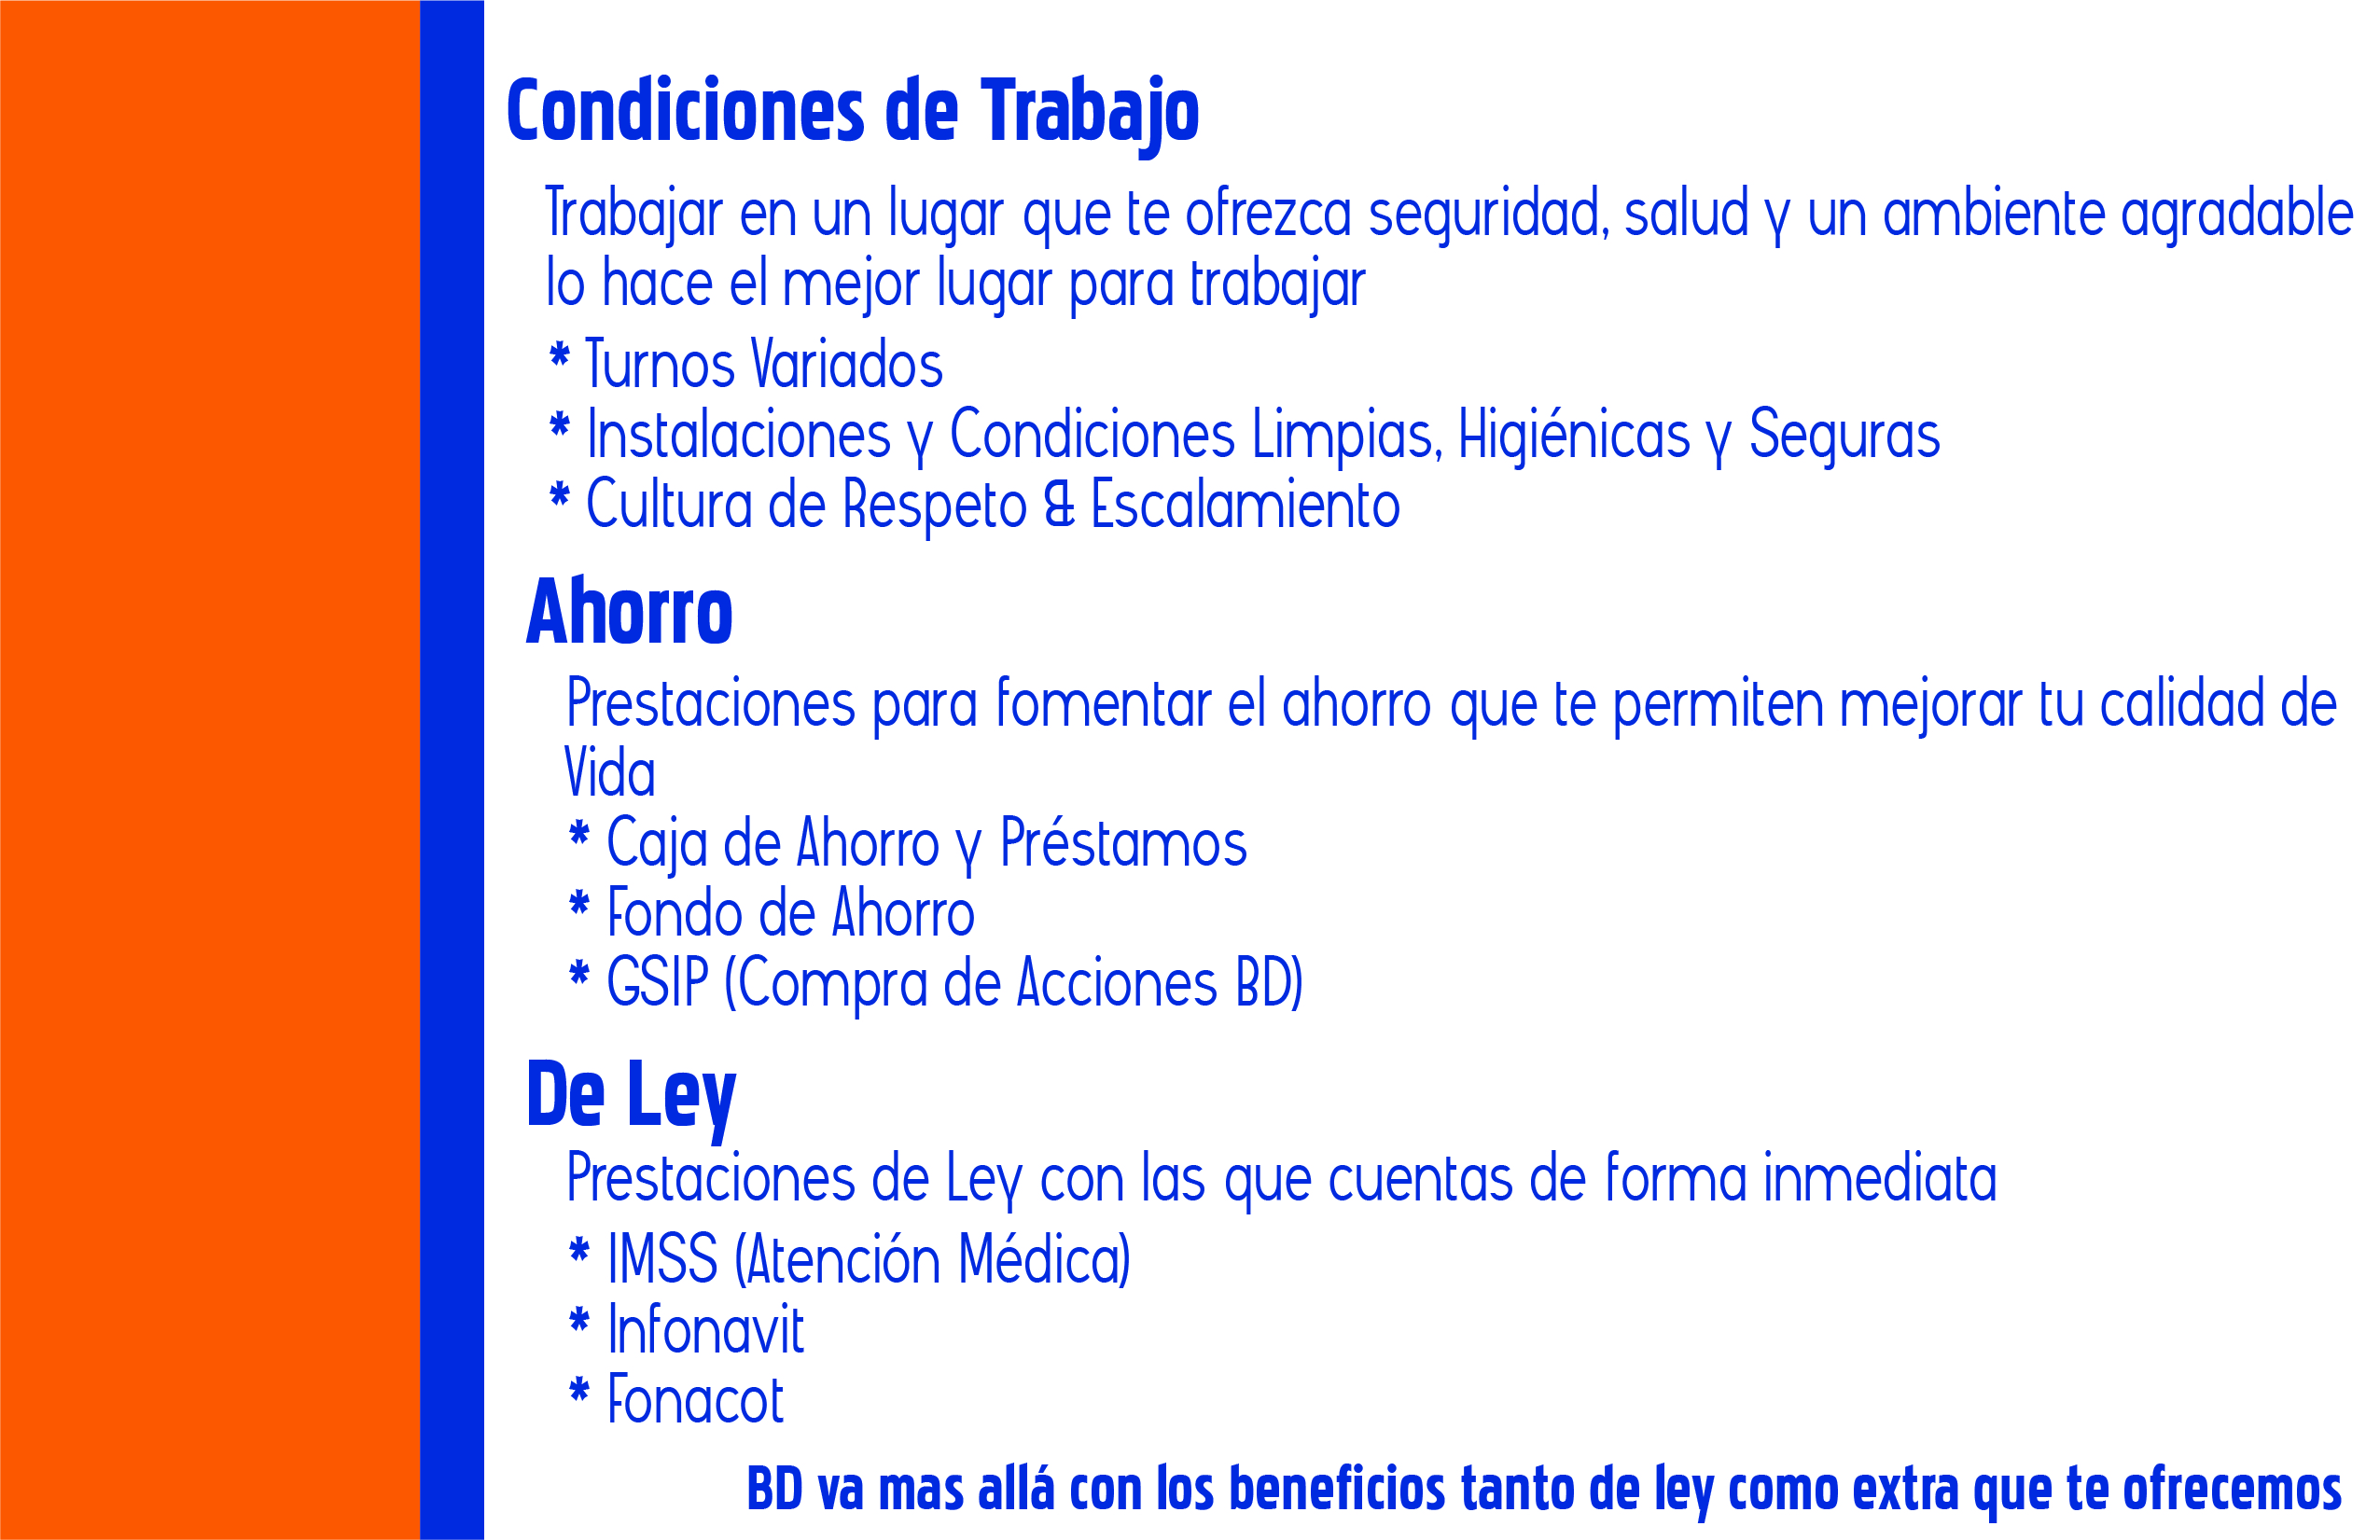 Condiciones de Trabajo
Trabajar en un lugar que te ofrezca seguridad, salud y un ambiente agradable
lo hace el mejor lugar para trabajar
* Turnos Variados
* Instalaciones y Condiciones Limpias, Higiénicas y Seguras
* Cultura de Respeto & Escalamiento
Ahorro
Prestaciones para fomentar el ahorro que te permiten mejorar tu calidad de
Vida
* Caja de Ahorro y Préstamos
* Fondo de Ahorro
* GSIP (Compra de Acciones BD)
De Ley
Prestaciones de Ley con las que cuentas de forma inmediata
* IMSS (Atención Médica)
* Infonavit
* Fonacot
BD va mas allá con los beneficios tanto de ley como extra que te ofrecemos